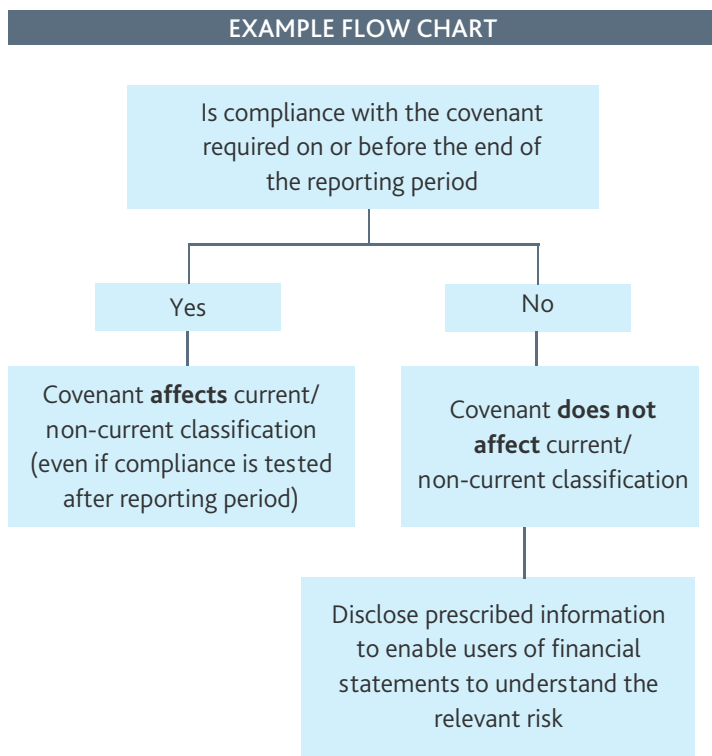 EXAMPLE FLOW CHART
Is compliance with the covenant
required on or before the end of
the reporting period
Yes
No
Covenant affects current/
non-current classification
(even if compliance is tested
after reporting period)
Covenant does not
affect current/
non-current classification
Disclose prescribed information
to enable users of financial
statements to understand the
relevant risk